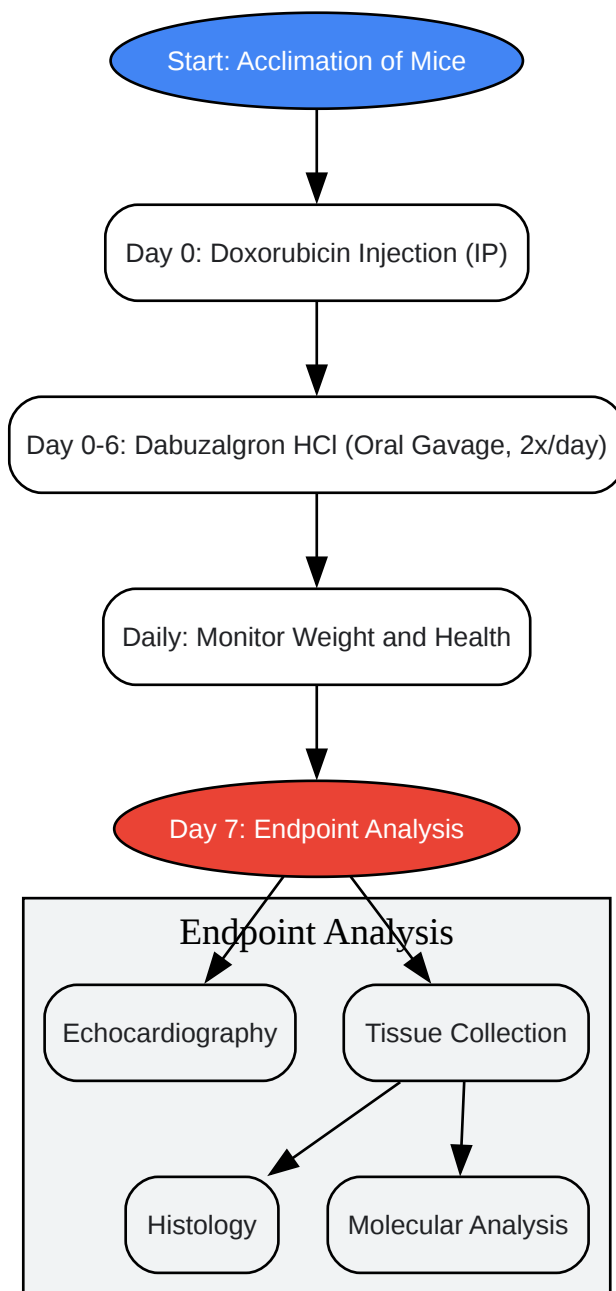 Start: Acclimation of Mice
Day 0: Doxorubicin Injection (IP)
Day 0-6: Dabuzalgron HCl (Oral Gavage, 2x/day)
Daily: Monitor Weight and Health
Day 7: Endpoint Analysis
Endpoint Analysis
Echocardiography
Tissue Collection
Histology
Molecular Analysis